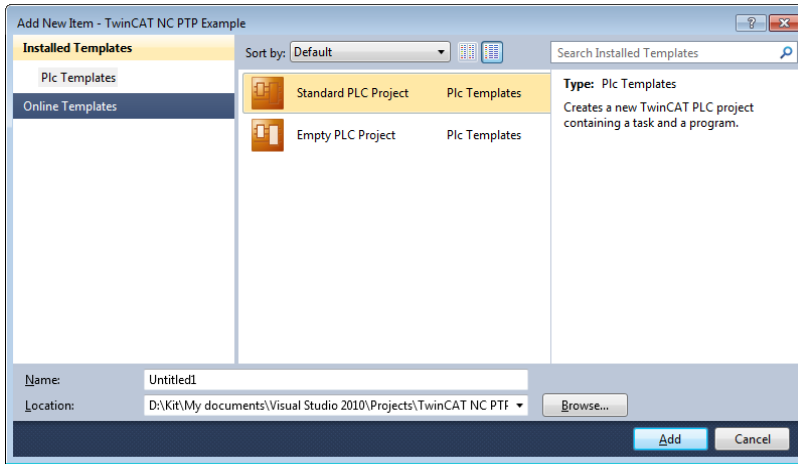 Add New Item - TwinCAT NC PTP Example
Installed Templates
Plc Templates
Online Templates
Sort by: Default
Search Installed Templates
Standard PLC Project Plc Templates
Empty PLC Project Plc Templates
Type: Plc Templates
Creates a new TwinCAT PLC project
containing a task and a program.
Name: Untitled1
Location: D:\Kit\My documents\Visual Studio 2010\Projects\TwinCAT NC PTF
Browse...
Add Cancel